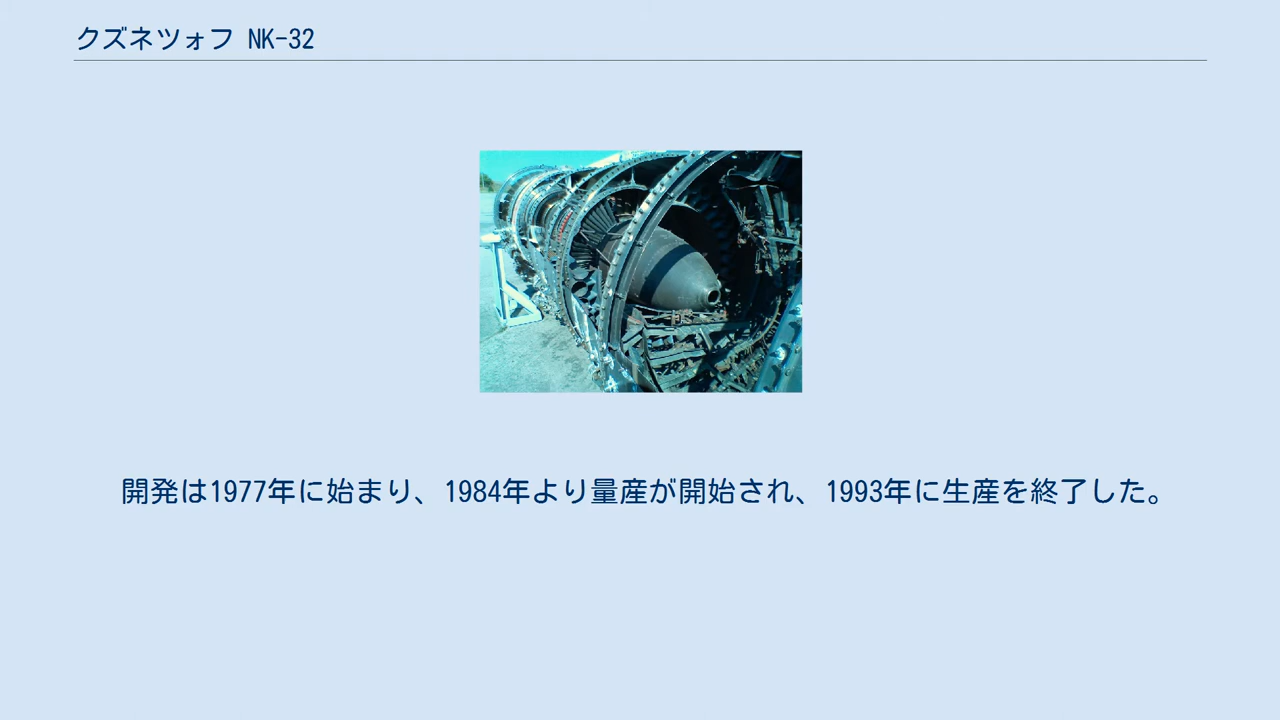 クズネツォフ NK-32
開発は1977年に始まり、1984年より量産が開始され、1993年に生産を終了した。